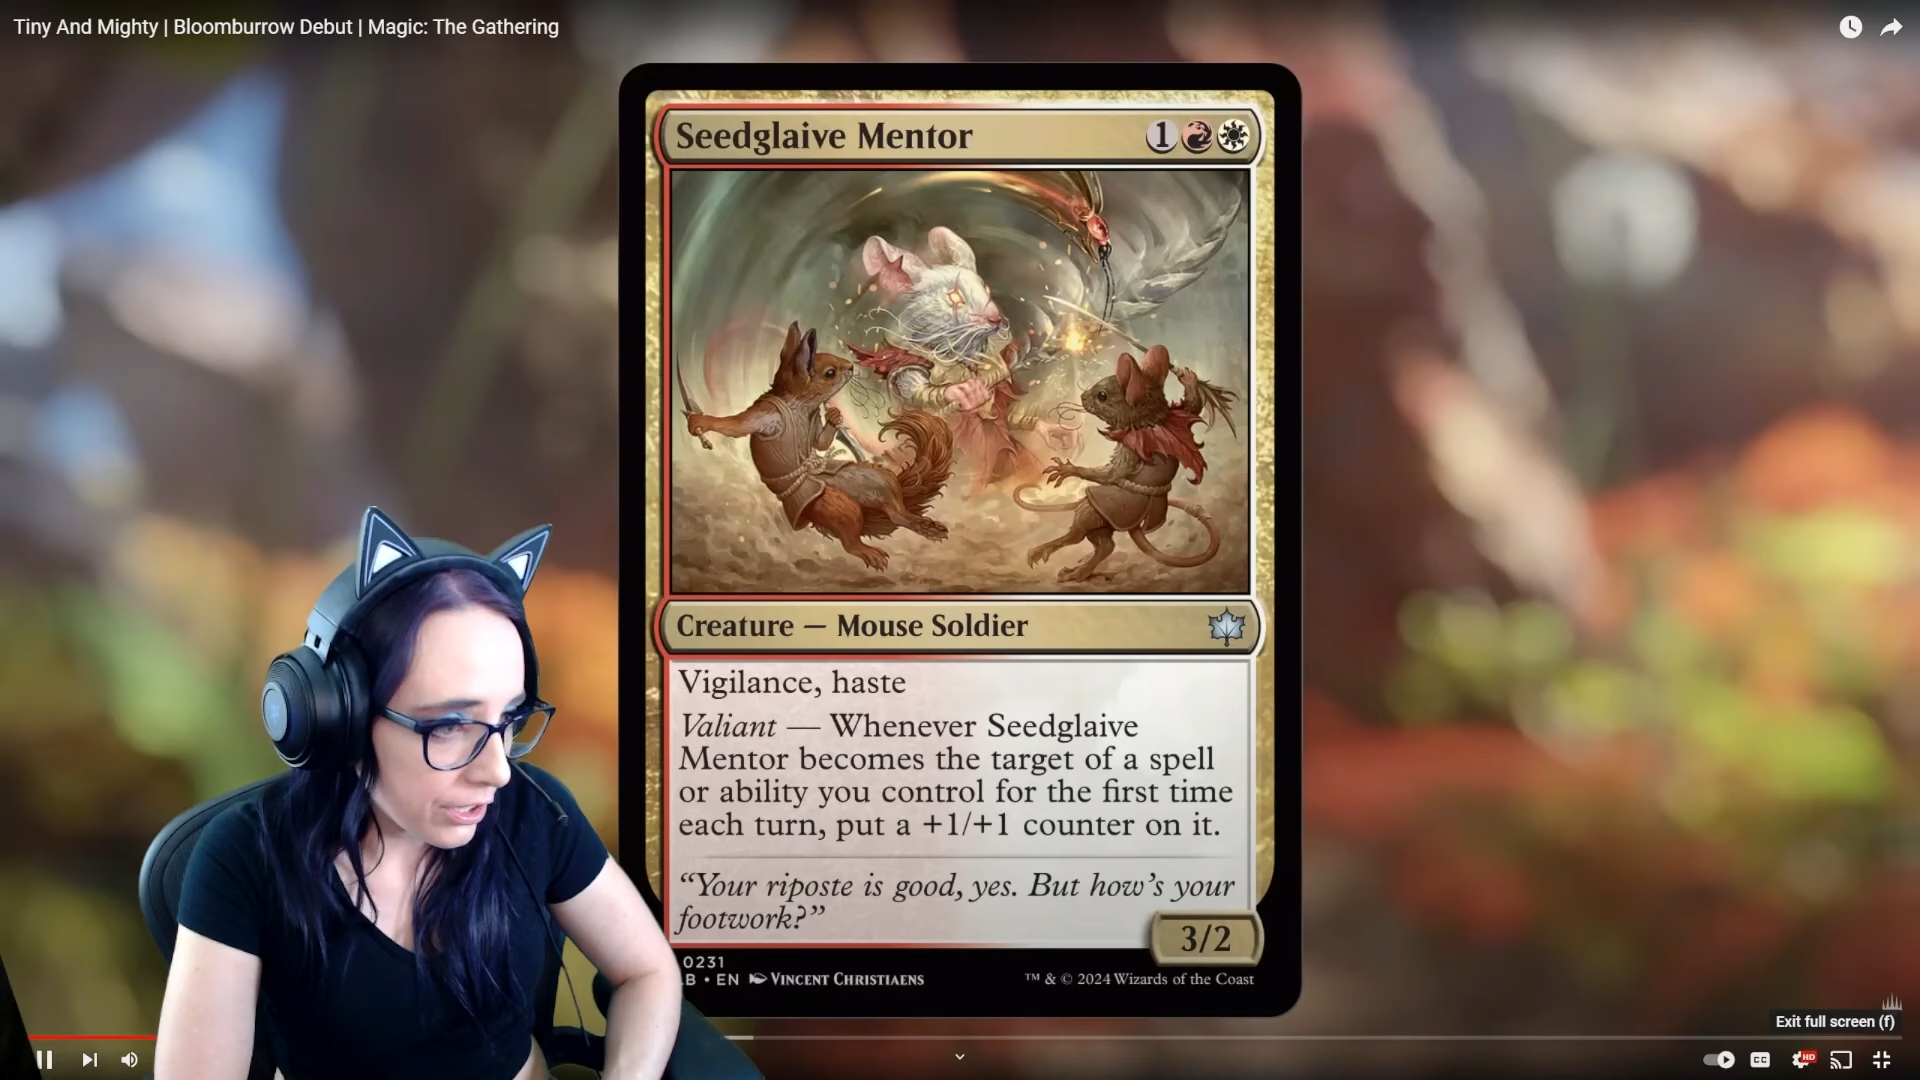 Tiny And Mighty | Bloomburrow Debut | Magic: The Gathering
Seedglaive Mentor
1
Creature — Mouse Soldier
Vigilance, haste
Valiant — Whenever Seedglaive
Mentor becomes the target of a spell
or ability you control for the first time
each turn, put a +1/+1 counter on it.
“Your riposte is good, yes. But how’s your
footwork?”
3/2
0231
B • EN VINCENT CHRISTIAENS
™ & © 2024 Wizards of the Coast
Exit full screen (f)
CC
HD